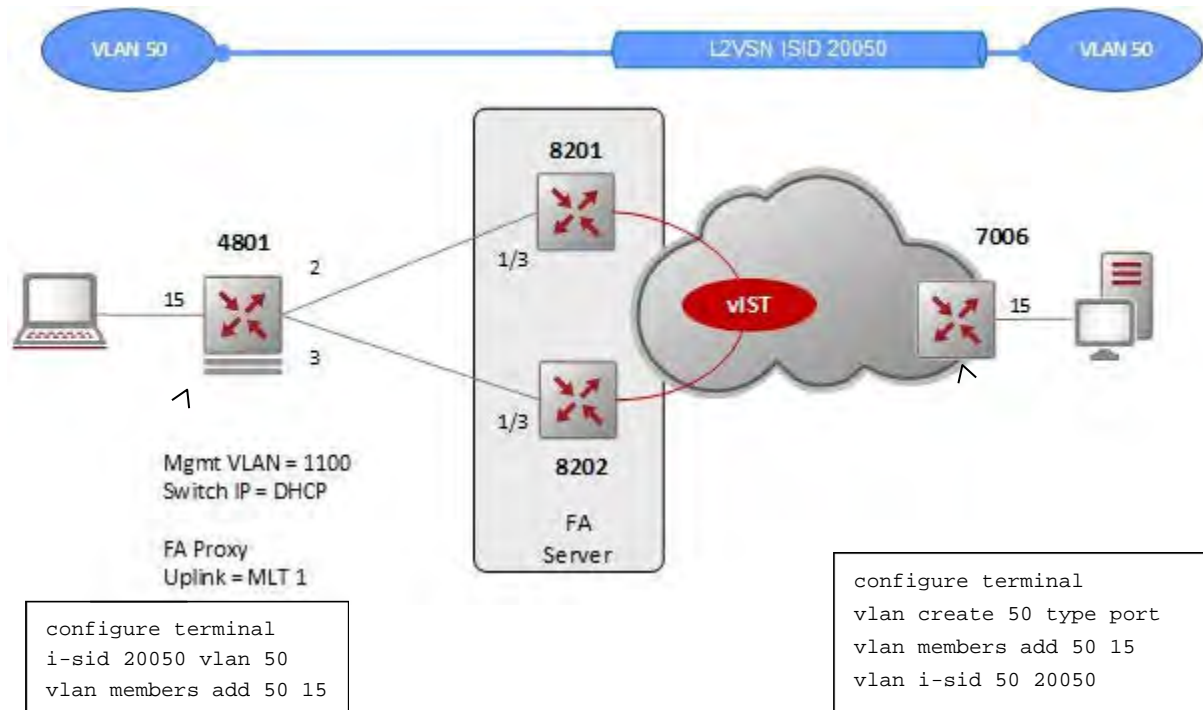 VLAN 50
L2VSN ISID 20050
VLAN 50
8201
4801
7006
2
1/3
15
vIST
15
3
1/3
8202
Mgmt VLAN = 1100
Switch IP = DHCP
FA
Server
FA Proxy
Uplink = MLT 1
configure terminal
i-sid 20050 vlan 50
vlan members add 50 15
configure terminal
vlan create 50 type port
vlan members add 50 15
vlan i-sid 50 20050